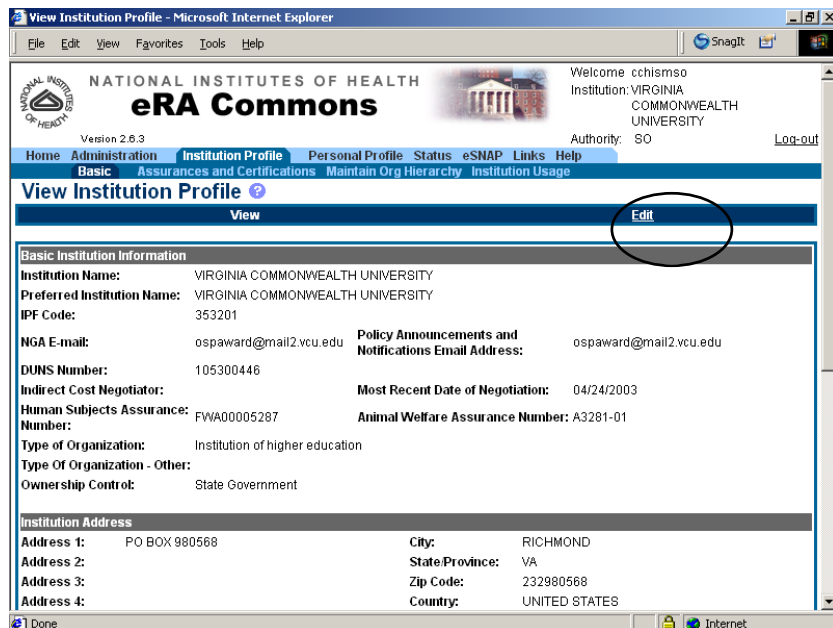 View Institution Profile - Microsoft Internet Explorer
File Edit View Favorites Tools Help
SnagIt
NATIONAL INSTITUTES OF HEALTH
NATIONAL INSTITUTES OF HEALTH
eRA Commons
Version 2.6.3
Welcome cchismso
Institution: VIRGINIA
COMMONWEALTH
UNIVERSITY
Authority: SO
Log-out
Home Administration Institution Profile Personal Profile Status eSNAP Links Help
Basic Assurances and Certifications Maintain Org Hierarchy Institution Usage
View Institution Profile ?
View Edit
Basic Institution Information
Institution Name: VIRGINIA COMMONWEALTH UNIVERSITY
Preferred Institution Name: VIRGINIA COMMONWEALTH UNIVERSITY
IPF Code: 353201
NGA E-mail: ospaward@mail2.vcu.edu
Policy Announcements and
Notifications Email Address: ospaward@mail2.vcu.edu
DUNS Number: 105300446
Indirect Cost Negotiator: Most Recent Date of Negotiation: 04/24/2003
Human Subjects Assurance:
Number: FWA00005287 Animal Welfare Assurance Number: A3281-01
Type of Organization: Institution of higher education
Type Of Organization - Other:
Ownership Control: State Government
Institution Address
Address 1: PO BOX 980568 City: RICHMOND
Address 2: State/Province: VA
Address 3: Zip Code: 232980568
Address 4: Country: UNITED STATES
Done Internet